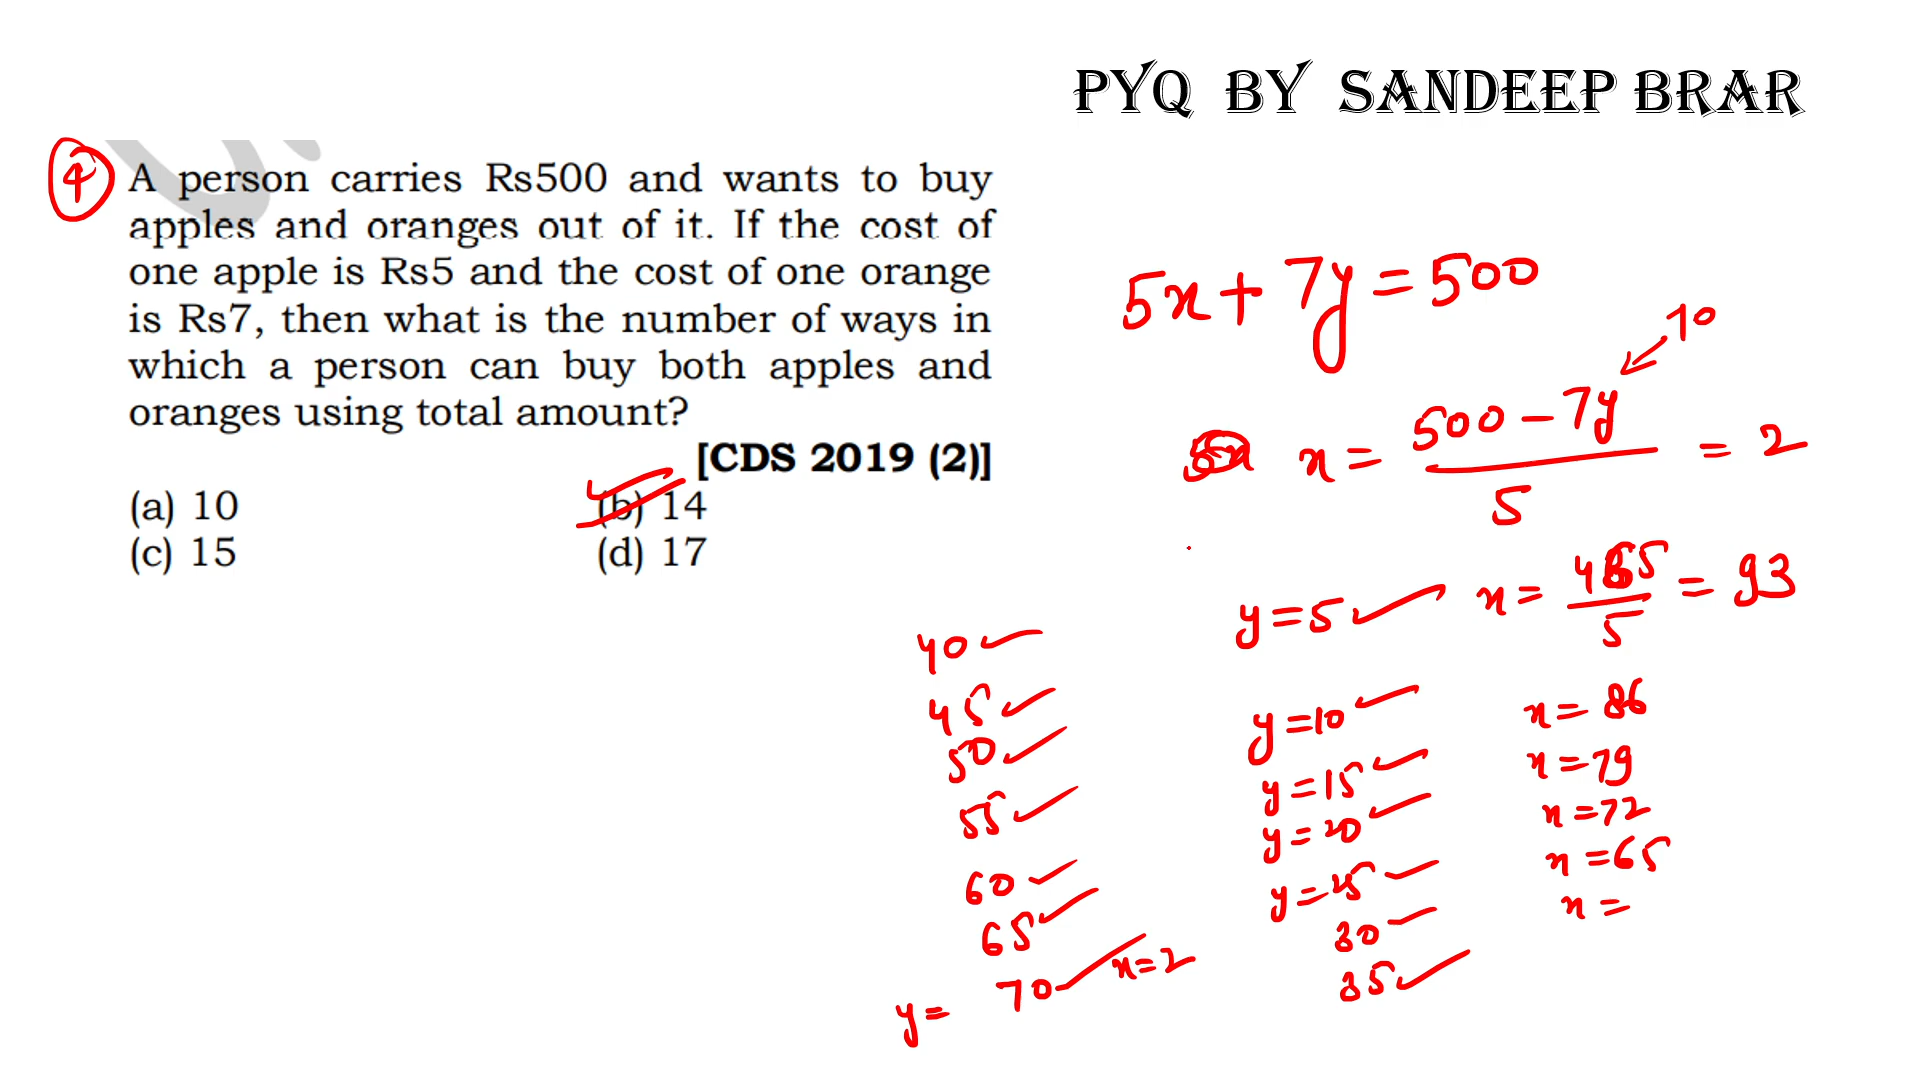 PYQ BY SANDEEP BRAR
4
A person carries Rs500 and wants to buy
apples and oranges out of it. If the cost of
one apple is Rs5 and the cost of one orange
is Rs7, then what is the number of ways in
which a person can buy both apples and
oranges using total amount?
[CDS 2019 (2)]
(a) 10 (b) 14
(c) 15 (d) 17
5x + 7y = 500
10
x = 500 - 7y / 5 = 2
y = 5 x = 465 / 5 = 93
y = 10 x = 86
y = 15 x = 79
y = 20 x = 72
y = 25 x = 65
30 x =
35
40
45
50
55
60
65
y = 70 x = 2